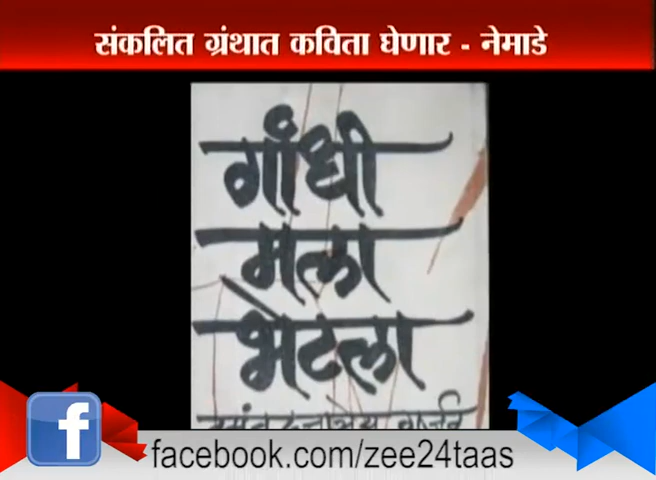 संकलित ग्रंथात कविता घेणार - नेमाडे
गांधी
मला
भेटला
f
facebook.com/zee24taas